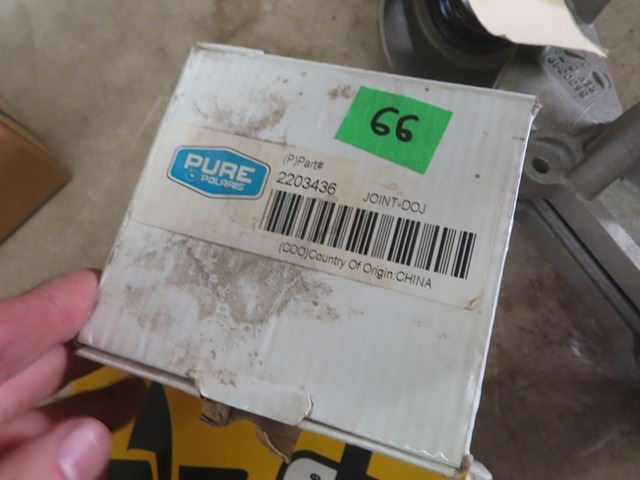 66
(P)Part#
PURE
POLARIS
2203436 JOINT-DOJ
(COO)Country Of Origin:CHINA